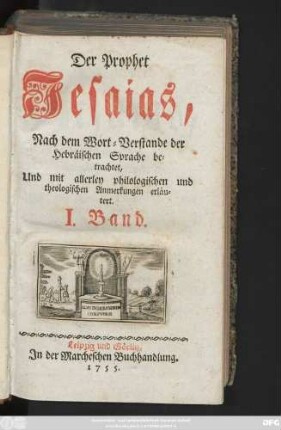 Der Prophet
Jesaias,
Nach dem Wort-Verstande der
Hebräischen Sprache be-
trachtet,
Und mit allerley philologischen und
theologischen Anmerkungen erläu-
tert.
I. Band.
Leipzig und Görlitz,
In der Marcheschen Buchhandlung.
1755.